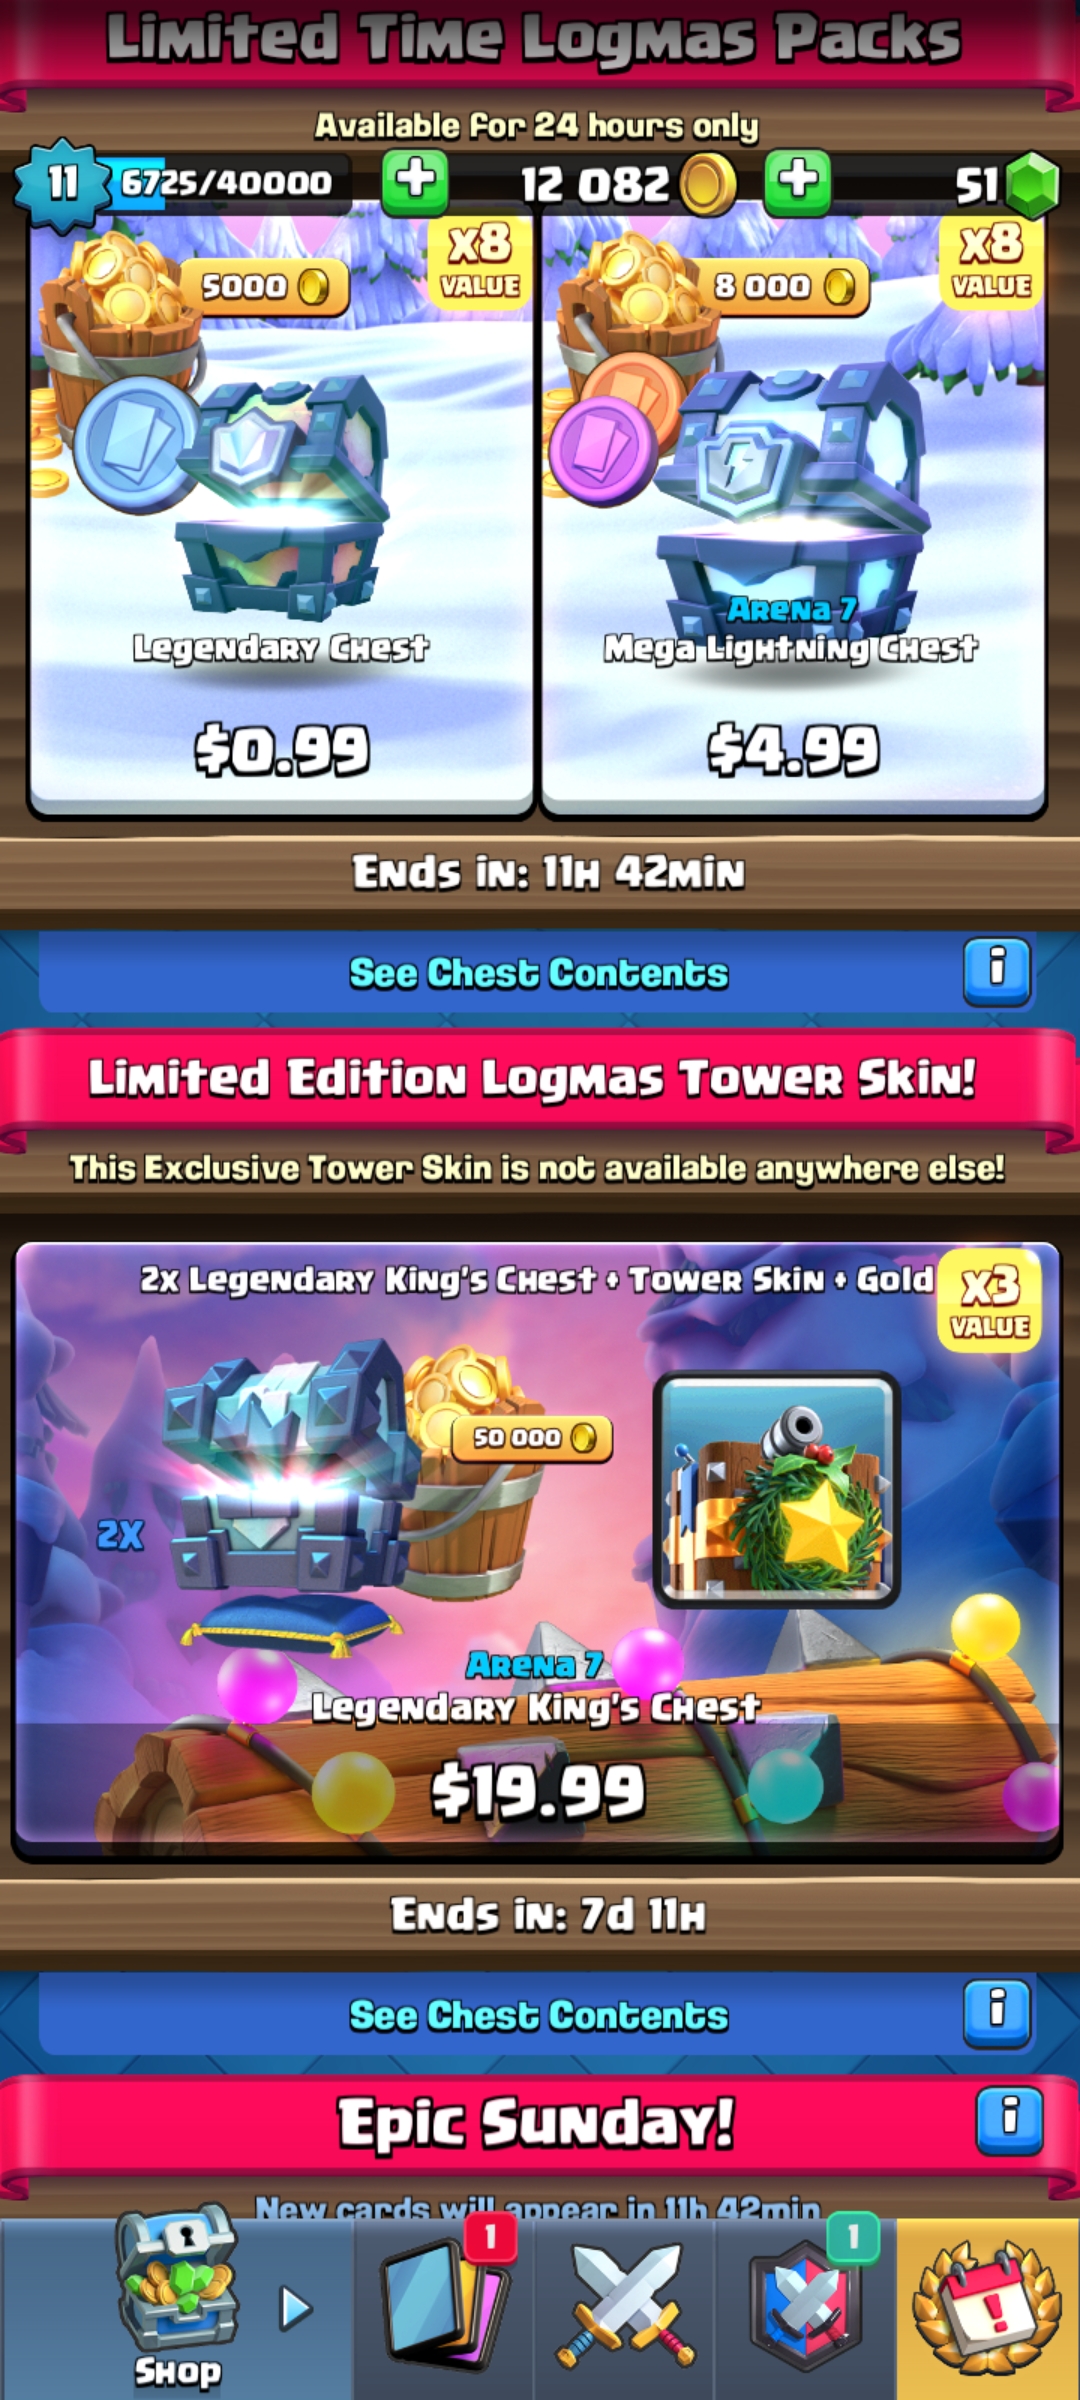 Limited Time Logmas Packs
Available for 24 hours only
11 6725/40000 12 082 51
5000 x8 VALUE
8 000 x8 VALUE
Legendary Chest
$0.99
Arena 7
Mega Lightning Chest
$4.99
Ends in: 11h 42min
See Chest Contents
Limited Edition Logmas Tower Skin!
This Exclusive Tower Skin is not available anywhere else!
2x Legendary King's Chest + Tower Skin + Gold
x3
VALUE
50 000
2X
Arena 7
Legendary King's Chest
$19.99
Ends in: 7d 11h
See Chest Contents
Epic Sunday!
New cards will appear in 11h 42min
1
1
Shop